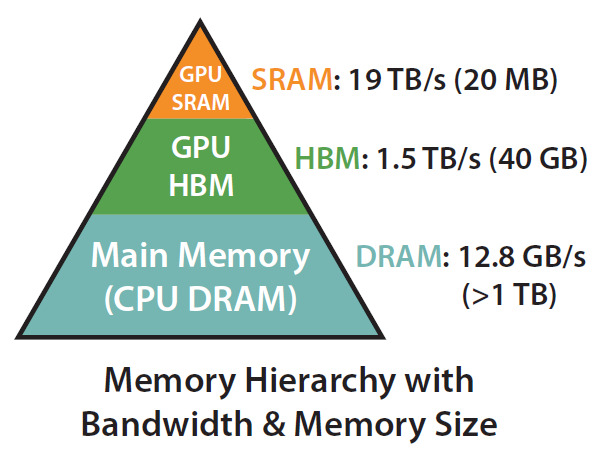 GPU
SRAM
SRAM: 19 TB/s (20 MB)
GPU
HBM
HBM: 1.5 TB/s (40 GB)
Main Memory
(CPU DRAM)
DRAM: 12.8 GB/s
(>1 TB)
Memory Hierarchy with
Bandwidth & Memory Size